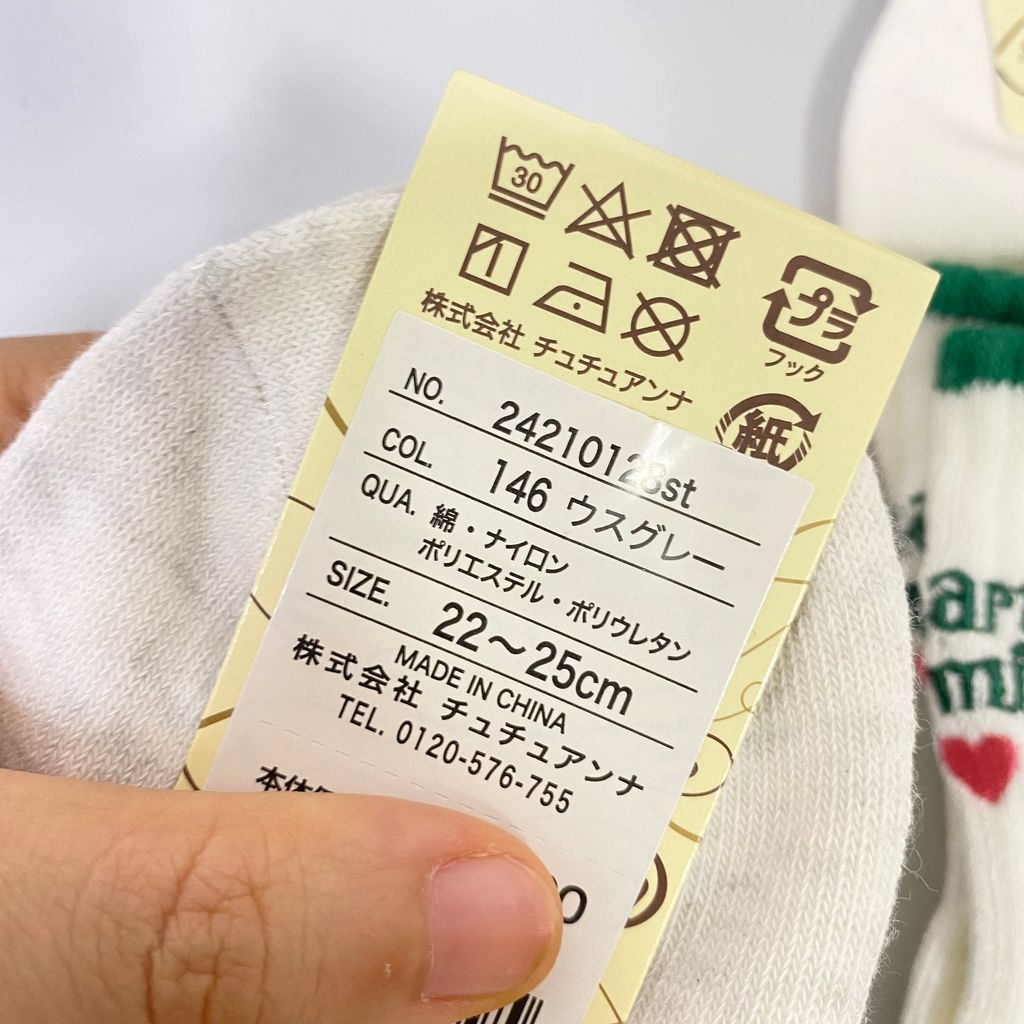 30
プラ
フック
株式会社 チュチュアンナ
紙
NO. 24210128st
COL. 146 ウスグレー
QUA. 綿・ナイロン
ポリエステル・ポリウレタン
SIZE. 22〜25cm
MADE IN CHINA
株式会社 チュチュアンナ
TEL. 0120-576-755
本体